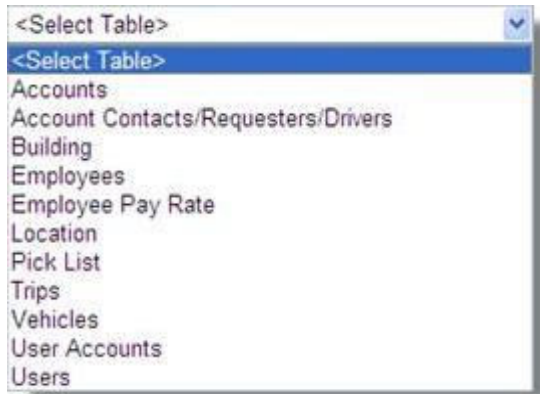 <Select Table>
<Select Table>
Accounts
Account Contacts/Requesters/Drivers
Building
Employees
Employee Pay Rate
Location
Pick List
Trips
Vehicles
User Accounts
Users